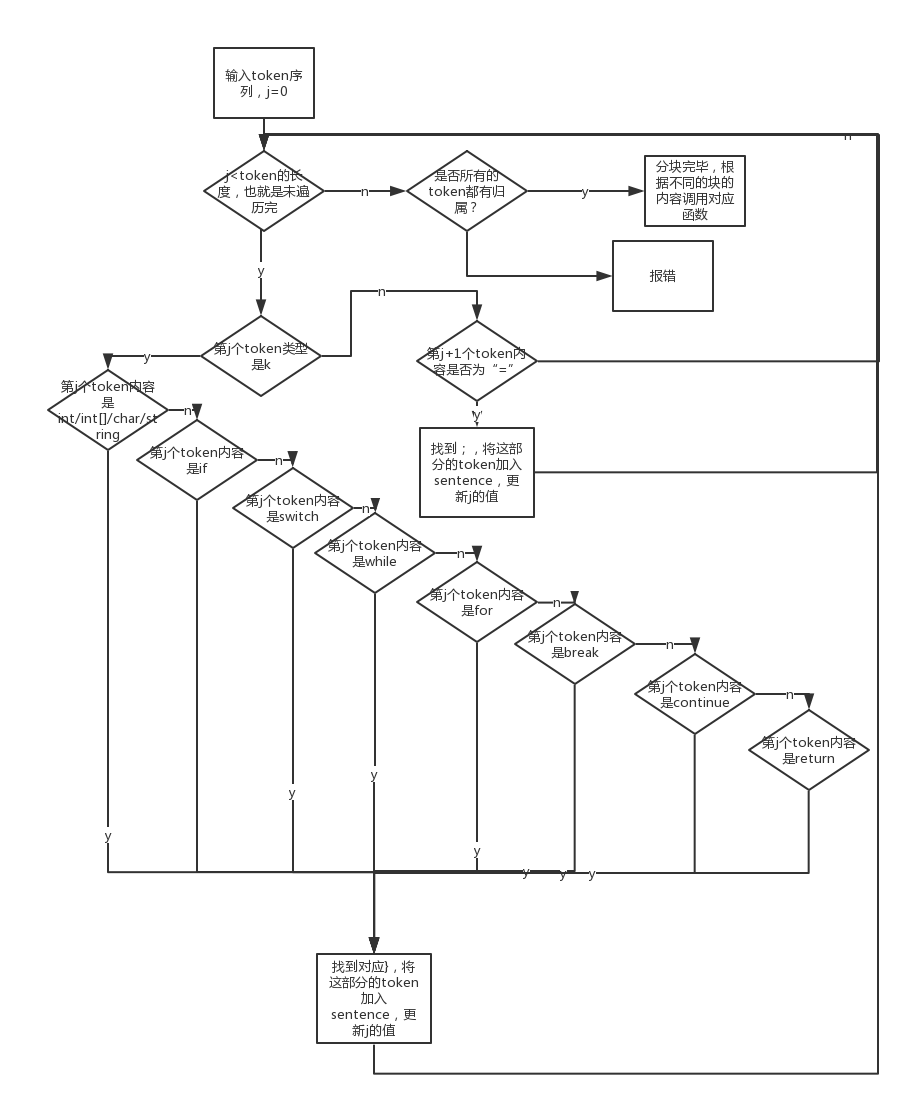 输入token序
列，j=0
n
j<token的长
度，也就是未遍
历完
n
是否所有的
token都有归
属？
y
分块完毕，根
据不同的块的
内容调用对应
函数
报错
y
n
第j个token类型
是k
y
第j+1个token内
容是否为“=”
y
找到；，将这部
分的token加入
sentence，更
新j的值
第j个token内容
是
int/int[]/char/st
ring
n
第j个token内容
是if
n
第j个token内容
是switch
n
第j个token内容
是while
n
第j个token内容
是for
n
第j个token内容
是break
n
第j个token内容
是continue
n
第j个token内容
是return
y
y
y
y
y
y
y
找到对应}，将
这部分的token
加入
sentence，更
新j的值